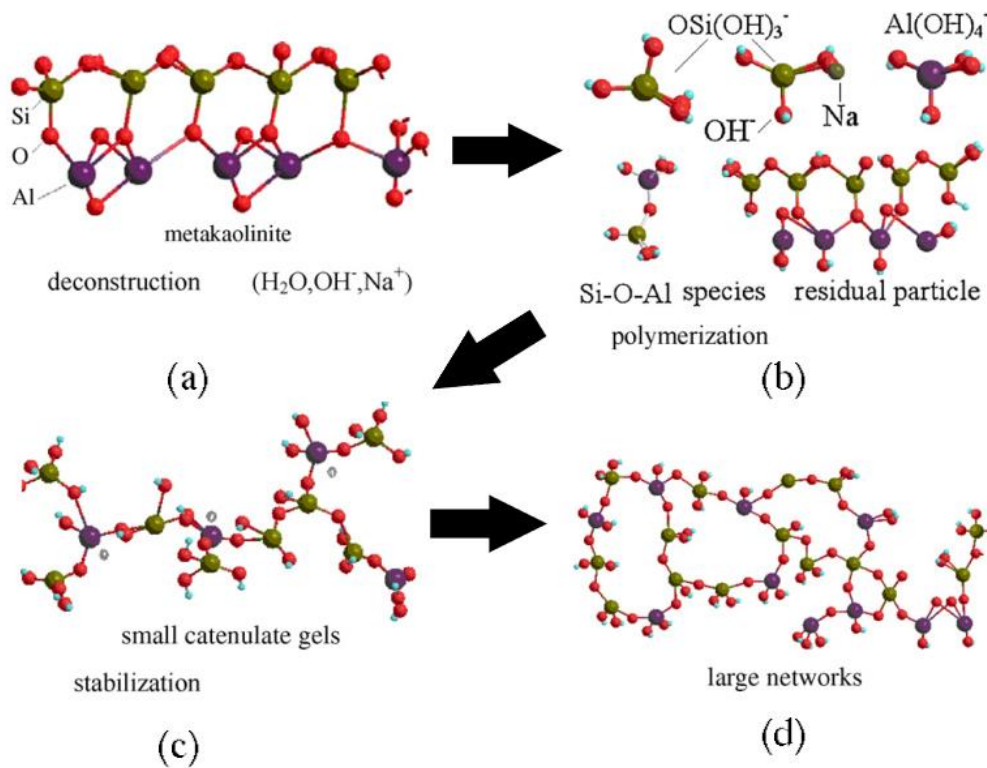 Si
O
Al
metakaolinite
deconstruction (H₂O,OH⁻,Na⁺)
(a)
OSi(OH)₃⁻ Al(OH)₄⁻
OH⁻ Na
Si-O-Al species residual particle
polymerization
(b)
small catenulate gels
stabilization
(c)
large networks
(d)